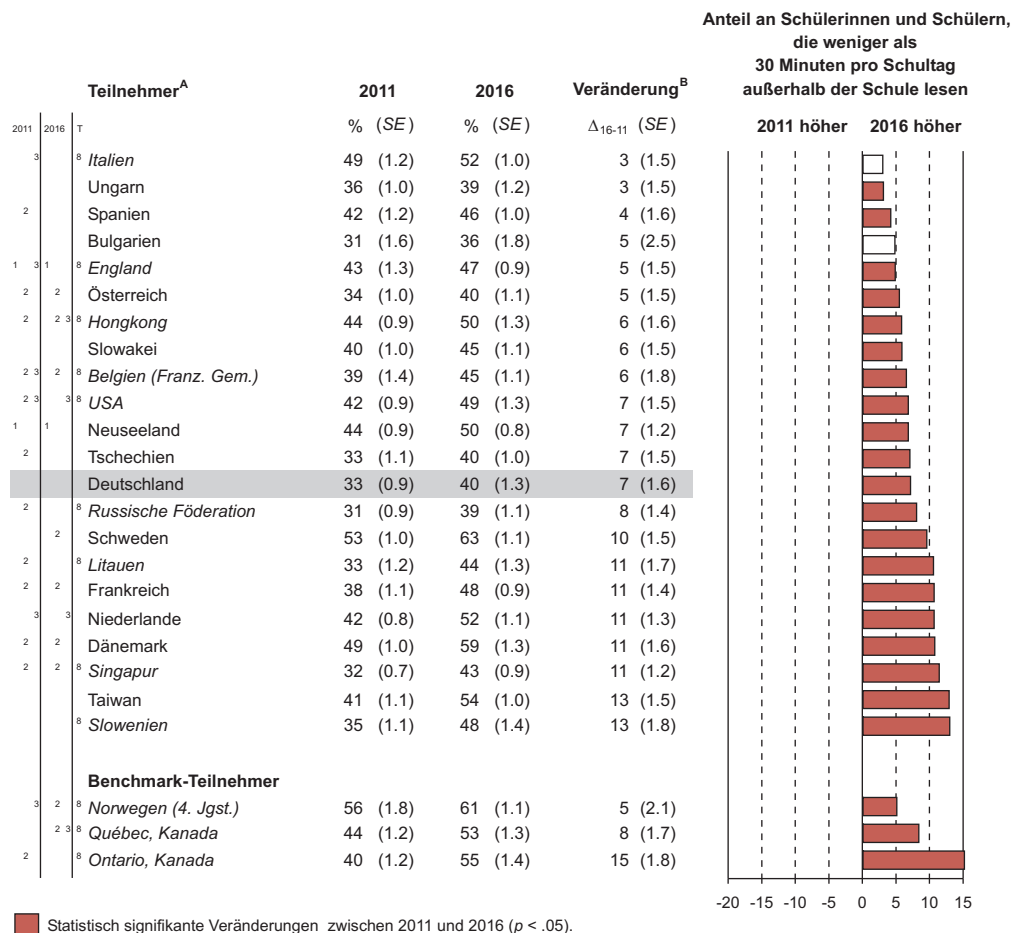 Anteil an Schülerinnen und Schülern,
die weniger als
30 Minuten pro Schultag
außerhalb der Schule lesen
Teilnehmer^A 2011 2016 Veränderung^B
2011 2016 T % (SE) % (SE) Δ16-11 (SE) 2011 höher 2016 höher
3 8 Italien 49 (1.2) 52 (1.0) 3 (1.5)
Ungarn 36 (1.0) 39 (1.2) 3 (1.5)
2 Spanien 42 (1.2) 46 (1.0) 4 (1.6)
Bulgarien 31 (1.6) 36 (1.8) 5 (2.5)
1 3 1 8 England 43 (1.3) 47 (0.9) 5 (1.5)
2 2 Österreich 34 (1.0) 40 (1.1) 5 (1.5)
2 2 3 8 Hongkong 44 (0.9) 50 (1.3) 6 (1.6)
Slowakei 40 (1.0) 45 (1.1) 6 (1.5)
2 3 2 8 Belgien (Franz. Gem.) 39 (1.4) 45 (1.1) 6 (1.8)
2 3 3 8 USA 42 (0.9) 49 (1.3) 7 (1.5)
1 1 Neuseeland 44 (0.9) 50 (0.8) 7 (1.2)
2 Tschechien 33 (1.1) 40 (1.0) 7 (1.5)
Deutschland 33 (0.9) 40 (1.3) 7 (1.6)
2 8 Russische Föderation 31 (0.9) 39 (1.1) 8 (1.4)
2 Schweden 53 (1.0) 63 (1.1) 10 (1.5)
2 8 Litauen 33 (1.2) 44 (1.3) 11 (1.7)
2 2 Frankreich 38 (1.1) 48 (0.9) 11 (1.4)
3 3 Niederlande 42 (0.8) 52 (1.1) 11 (1.3)
2 2 Dänemark 49 (1.0) 59 (1.3) 11 (1.6)
2 2 8 Singapur 32 (0.7) 43 (0.9) 11 (1.2)
Taiwan 41 (1.1) 54 (1.0) 13 (1.5)
8 Slowenien 35 (1.1) 48 (1.4) 13 (1.8)
Benchmark-Teilnehmer
3 2 8 Norwegen (4. Jgst.) 56 (1.8) 61 (1.1) 5 (2.1)
2 3 8 Québec, Kanada 44 (1.2) 53 (1.3) 8 (1.7)
2 8 Ontario, Kanada 40 (1.2) 55 (1.4) 15 (1.8)
-20 -15 -10 -5 0 5 10 15
Statistisch signifikante Veränderungen zwischen 2011 und 2016 (p < .05).